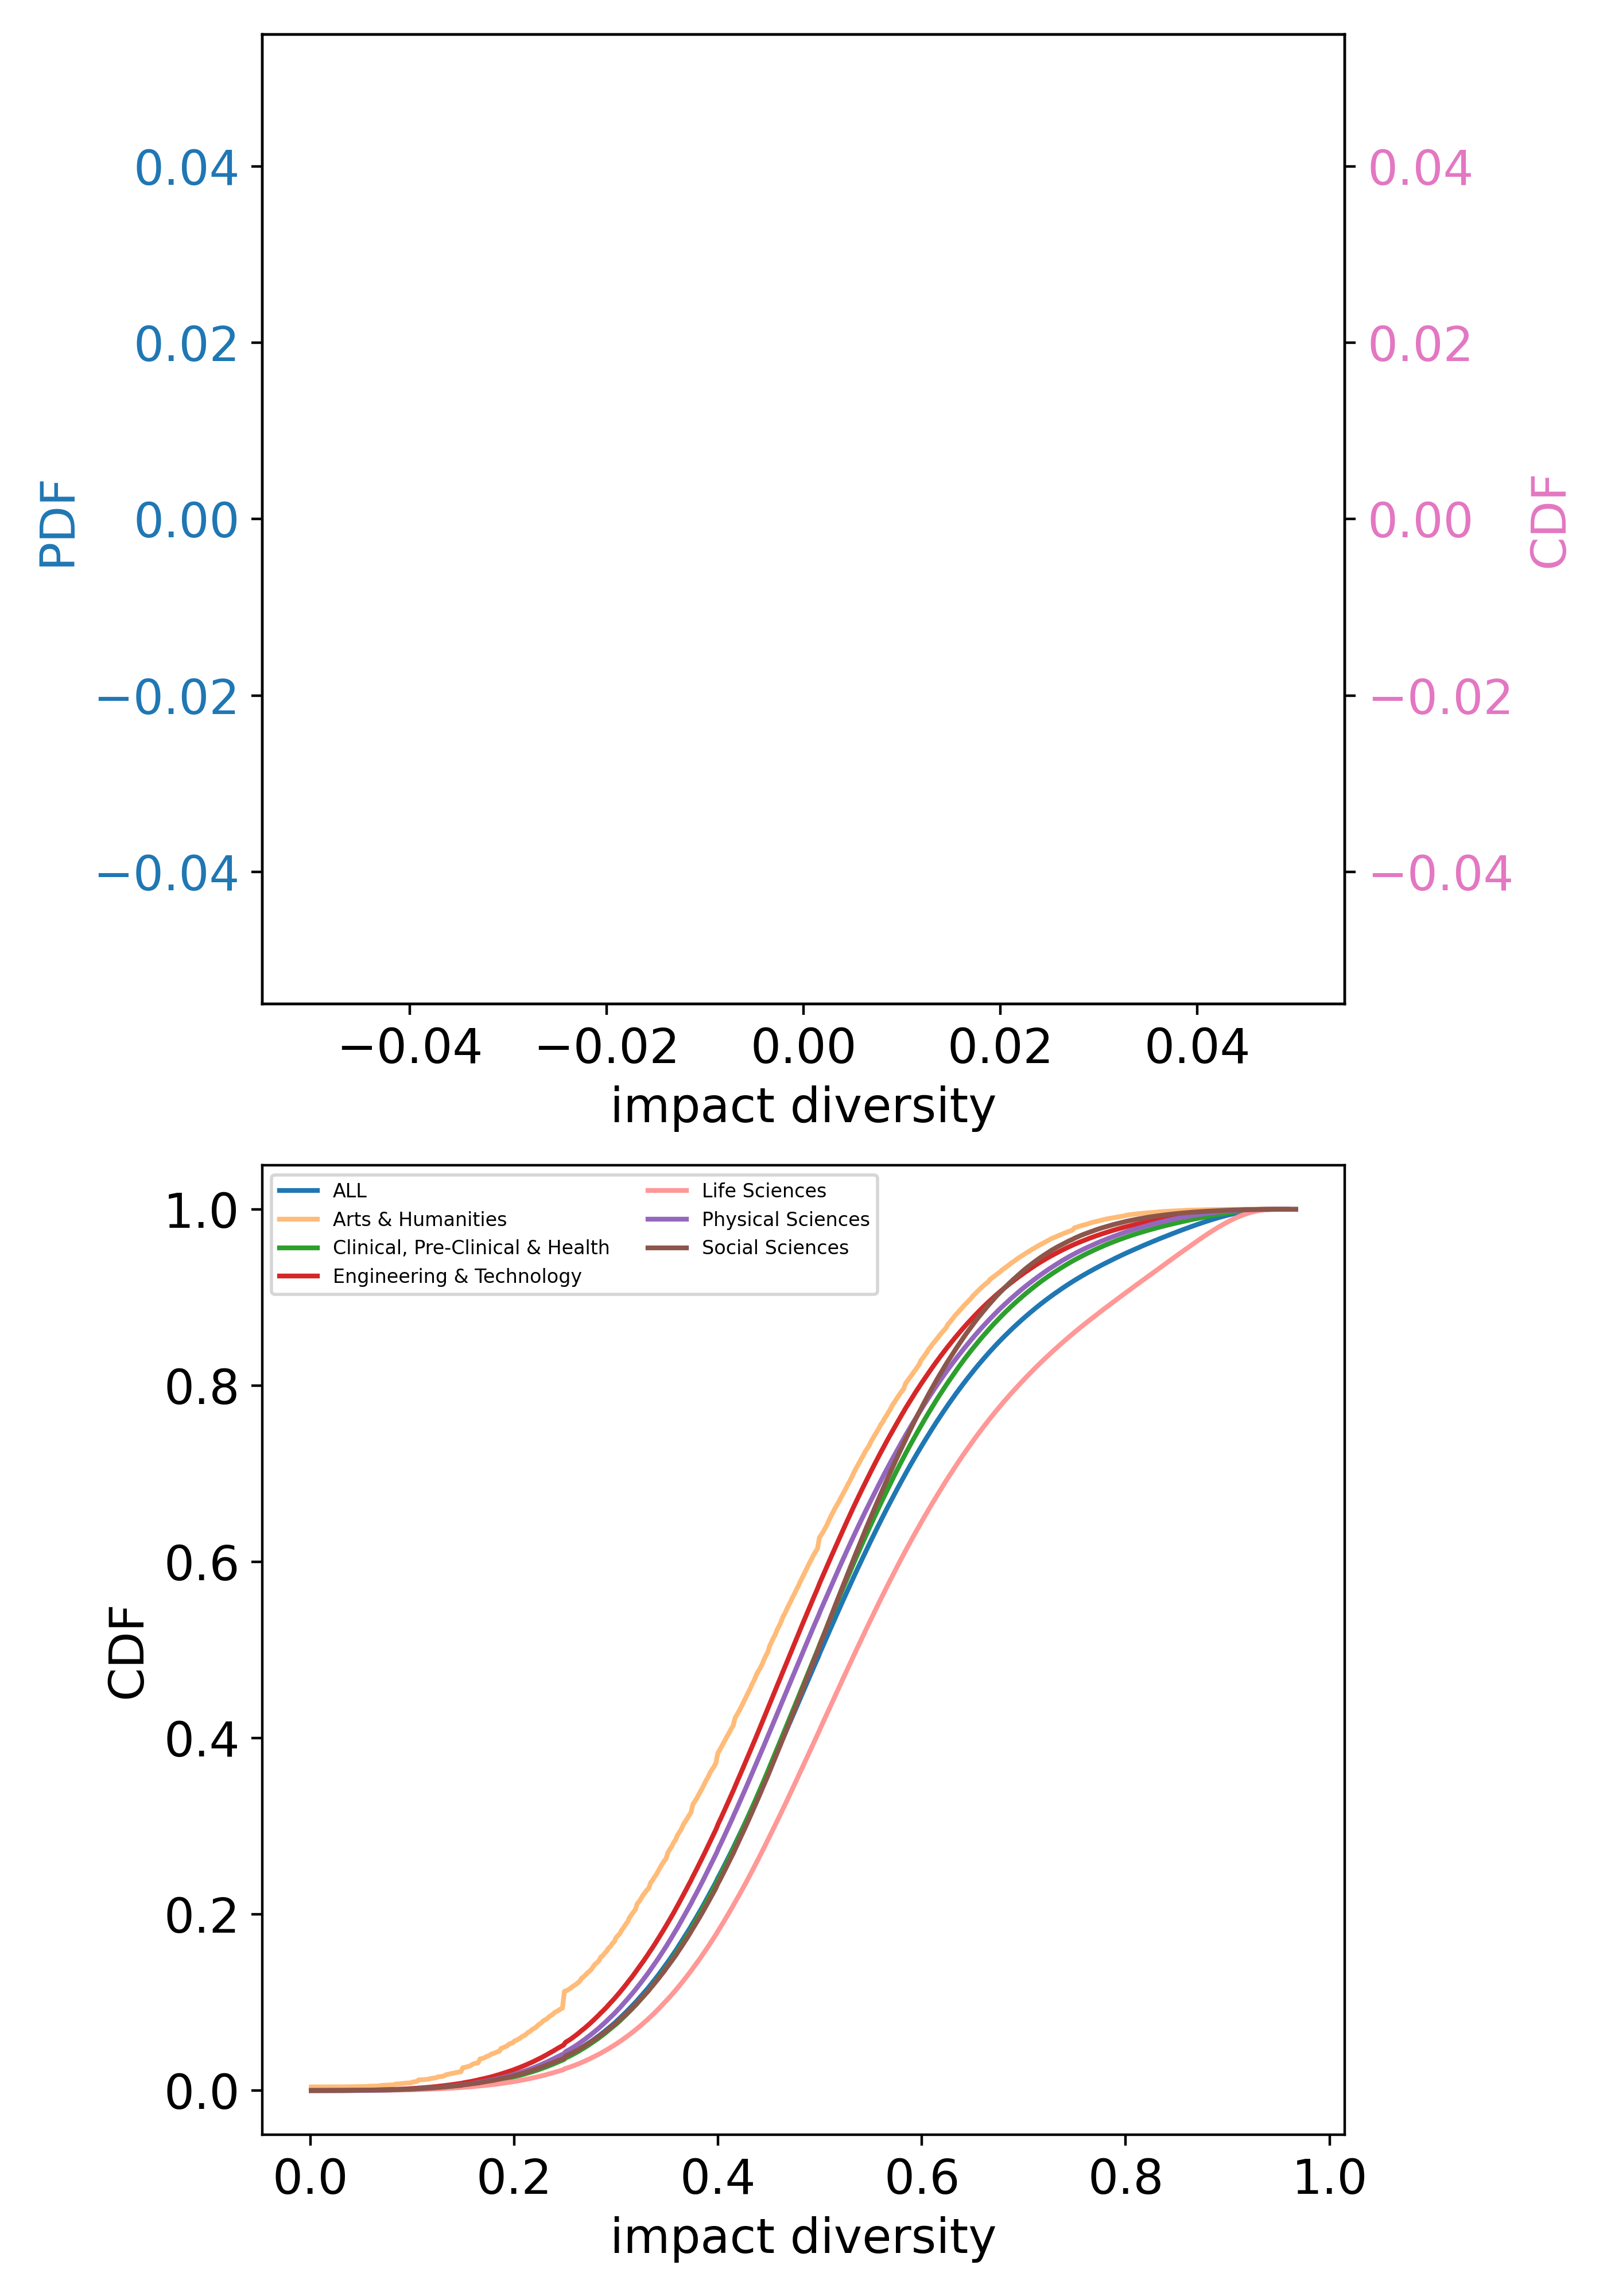 0.04
0.02
0.00
−0.02
−0.04
PDF
0.04
0.02
0.00
−0.02
−0.04
CDF
−0.04 −0.02 0.00 0.02 0.04
impact diversity
ALL
Arts & Humanities
Clinical, Pre-Clinical & Health
Engineering & Technology
Life Sciences
Physical Sciences
Social Sciences
1.0
0.8
0.6
0.4
0.2
0.0
CDF
0.0 0.2 0.4 0.6 0.8 1.0
impact diversity